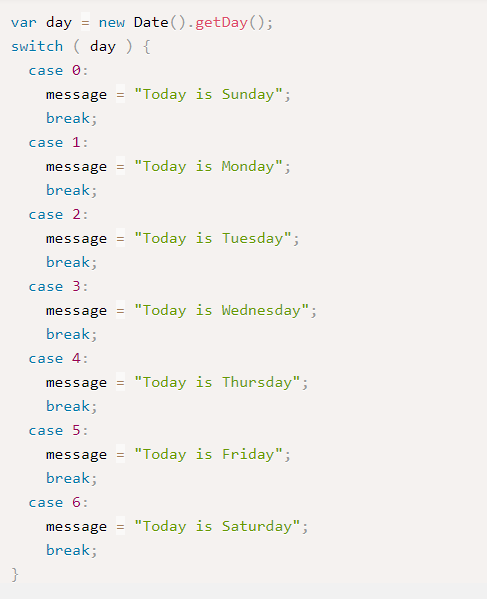 var day = new Date().getDay();
switch ( day ) {
  case 0:
    message = "Today is Sunday";
    break;
  case 1:
    message = "Today is Monday";
    break;
  case 2:
    message = "Today is Tuesday";
    break;
  case 3:
    message = "Today is Wednesday";
    break;
  case 4:
    message = "Today is Thursday";
    break;
  case 5:
    message = "Today is Friday";
    break;
  case 6:
    message = "Today is Saturday";
    break;
}